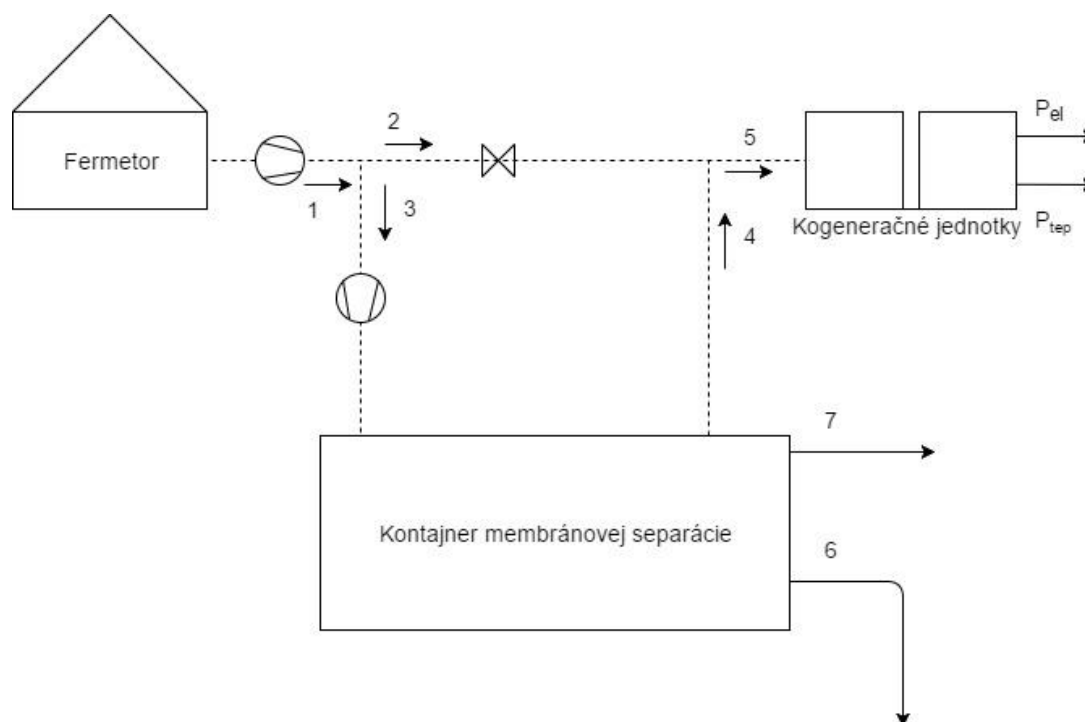 Fermetor
1
2
3
4
5
Kogeneračné jednotky
P_el
P_tep
Kontajner membránovej separácie
7
6